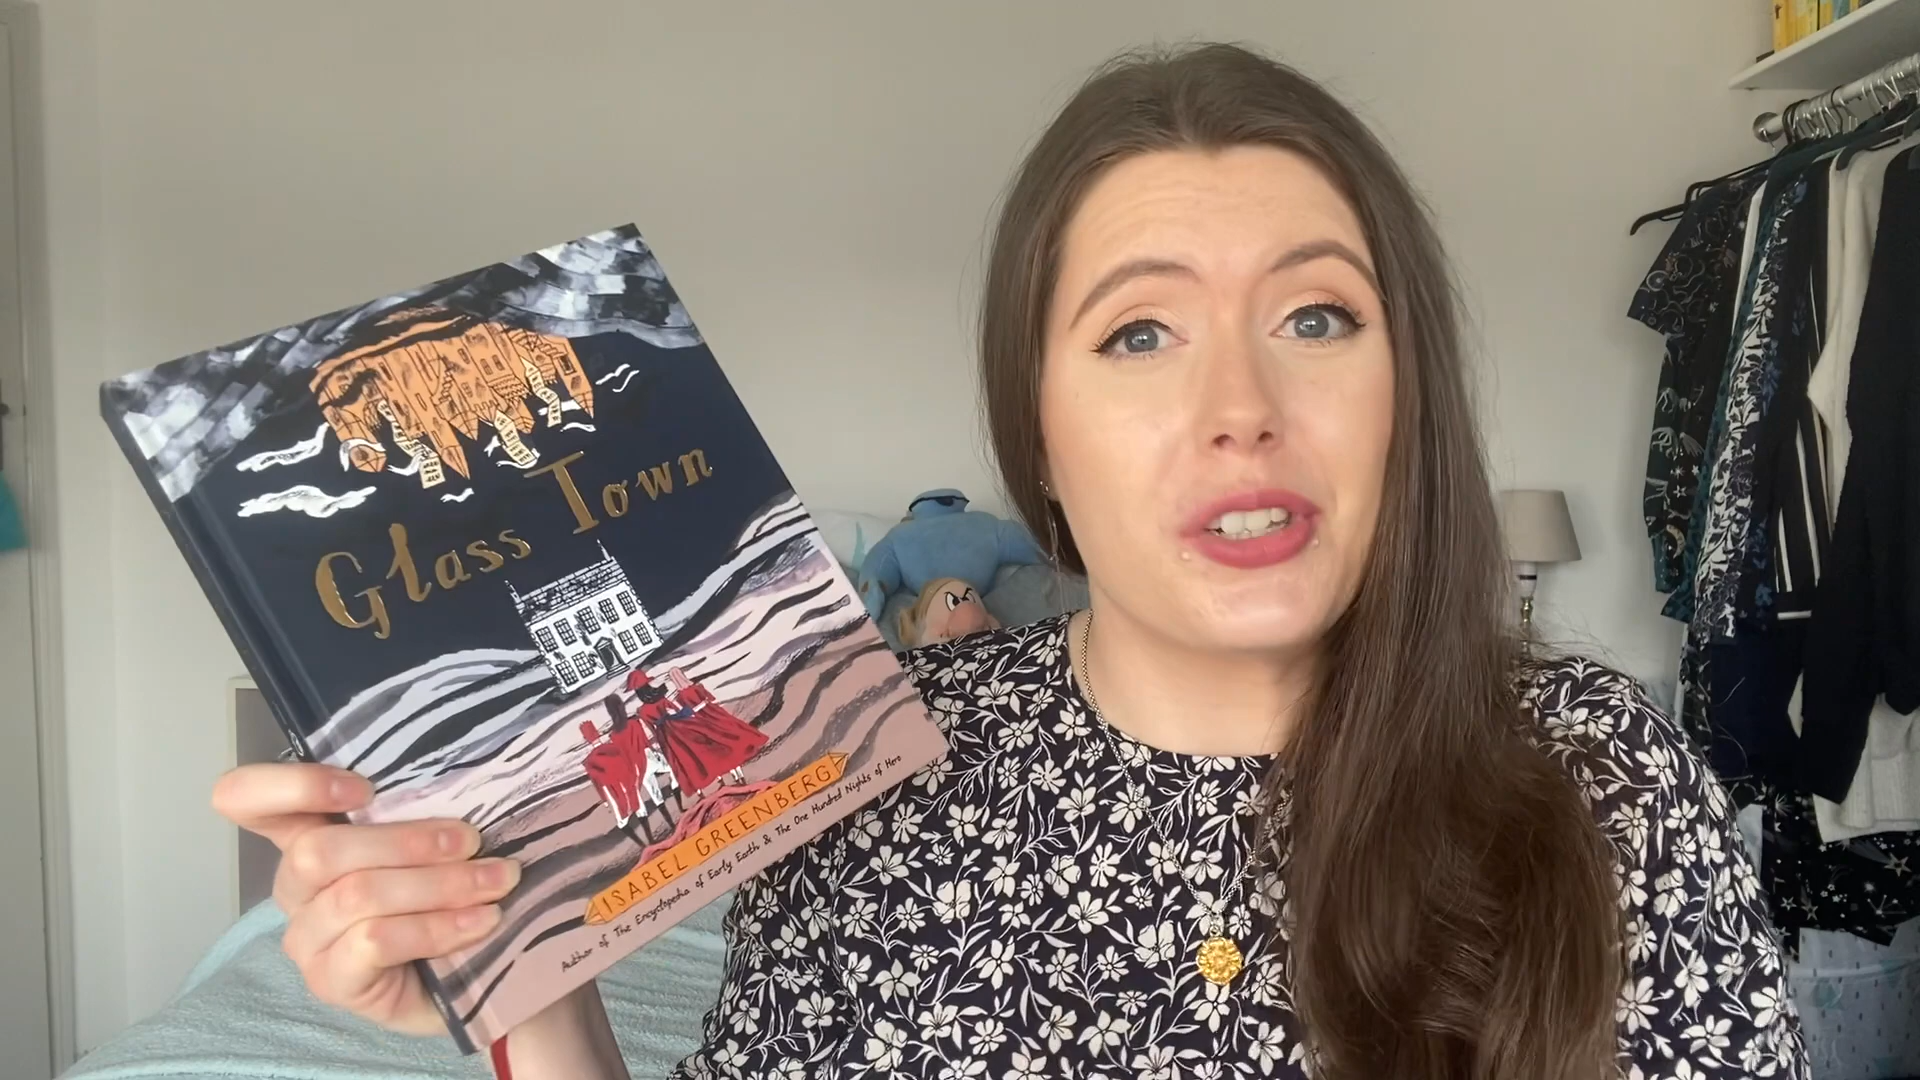 Glass Town
ISABEL GREENBERG
Author of The Encyclopedia of Early Earth & The One Hundred Nights of Hero